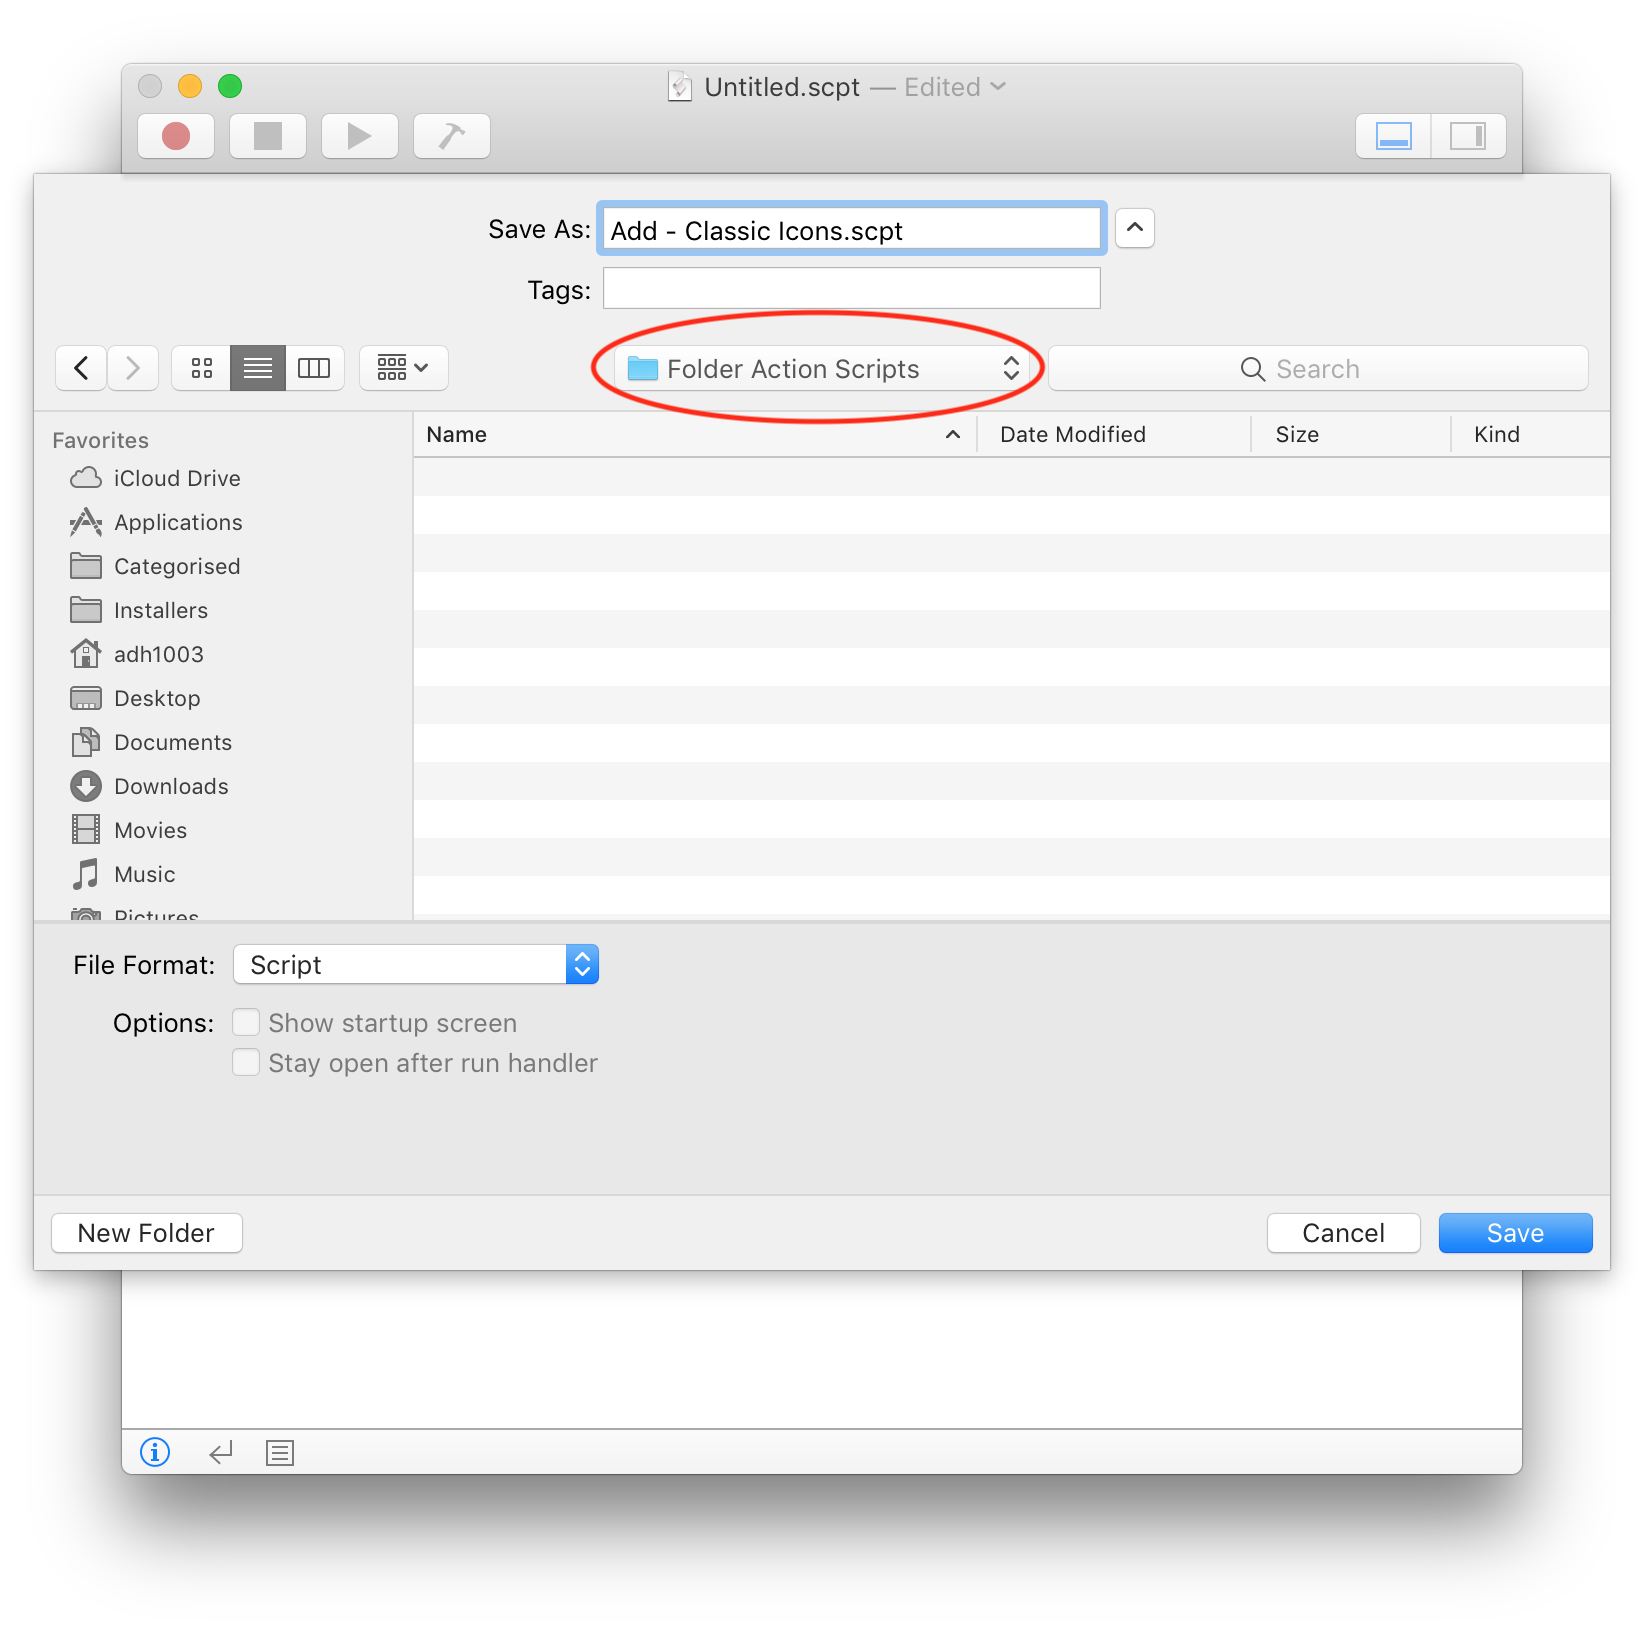 Untitled.scpt — Edited
Save As: Add - Classic Icons.scpt
Tags:
Folder Action Scripts
Search
Favorites
iCloud Drive
Applications
Categorised
Installers
adh1003
Desktop
Documents
Downloads
Movies
Music
Pictures
Name Date Modified Size Kind
File Format: Script
Options: Show startup screen
Stay open after run handler
New Folder Cancel Save